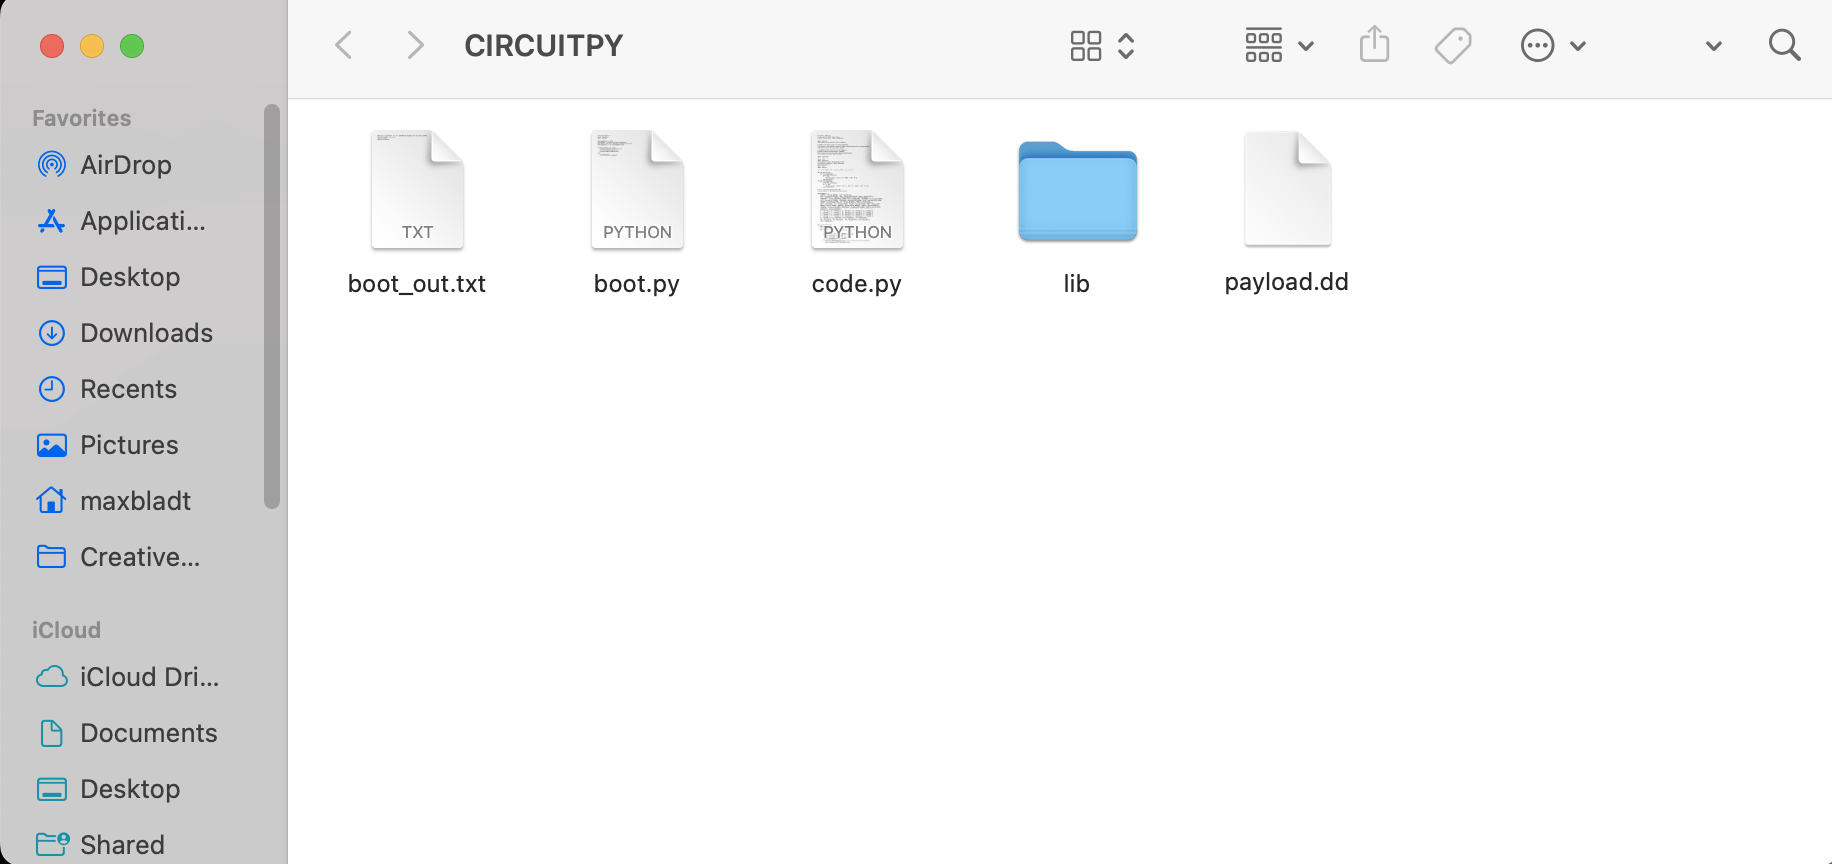 CIRCUITPY
Favorites
AirDrop
Applicati...
Desktop
Downloads
Recents
Pictures
maxbladt
Creative...
iCloud
iCloud Dri...
Documents
Desktop
Shared
TXT
boot_out.txt
PYTHON
boot.py
PYTHON
code.py
lib
payload.dd